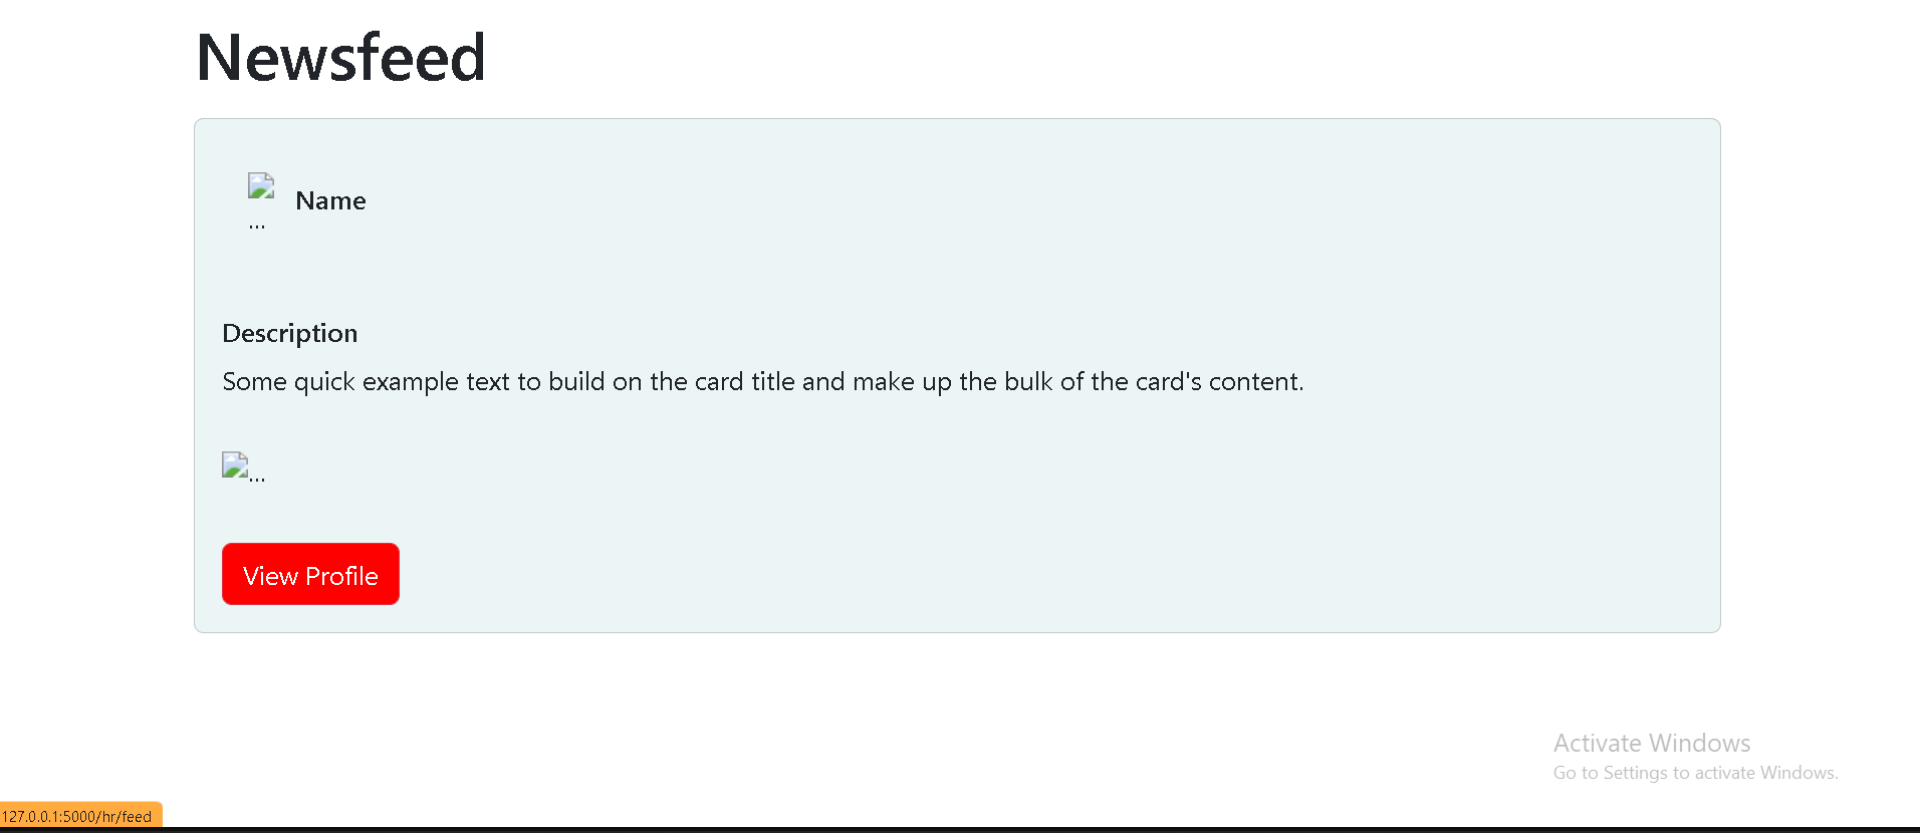 Newsfeed
Name
...
Description
Some quick example text to build on the card title and make up the bulk of the card's content.
...
View Profile
Activate Windows
Go to Settings to activate Windows.
127.0.0.1:5000/hr/feed